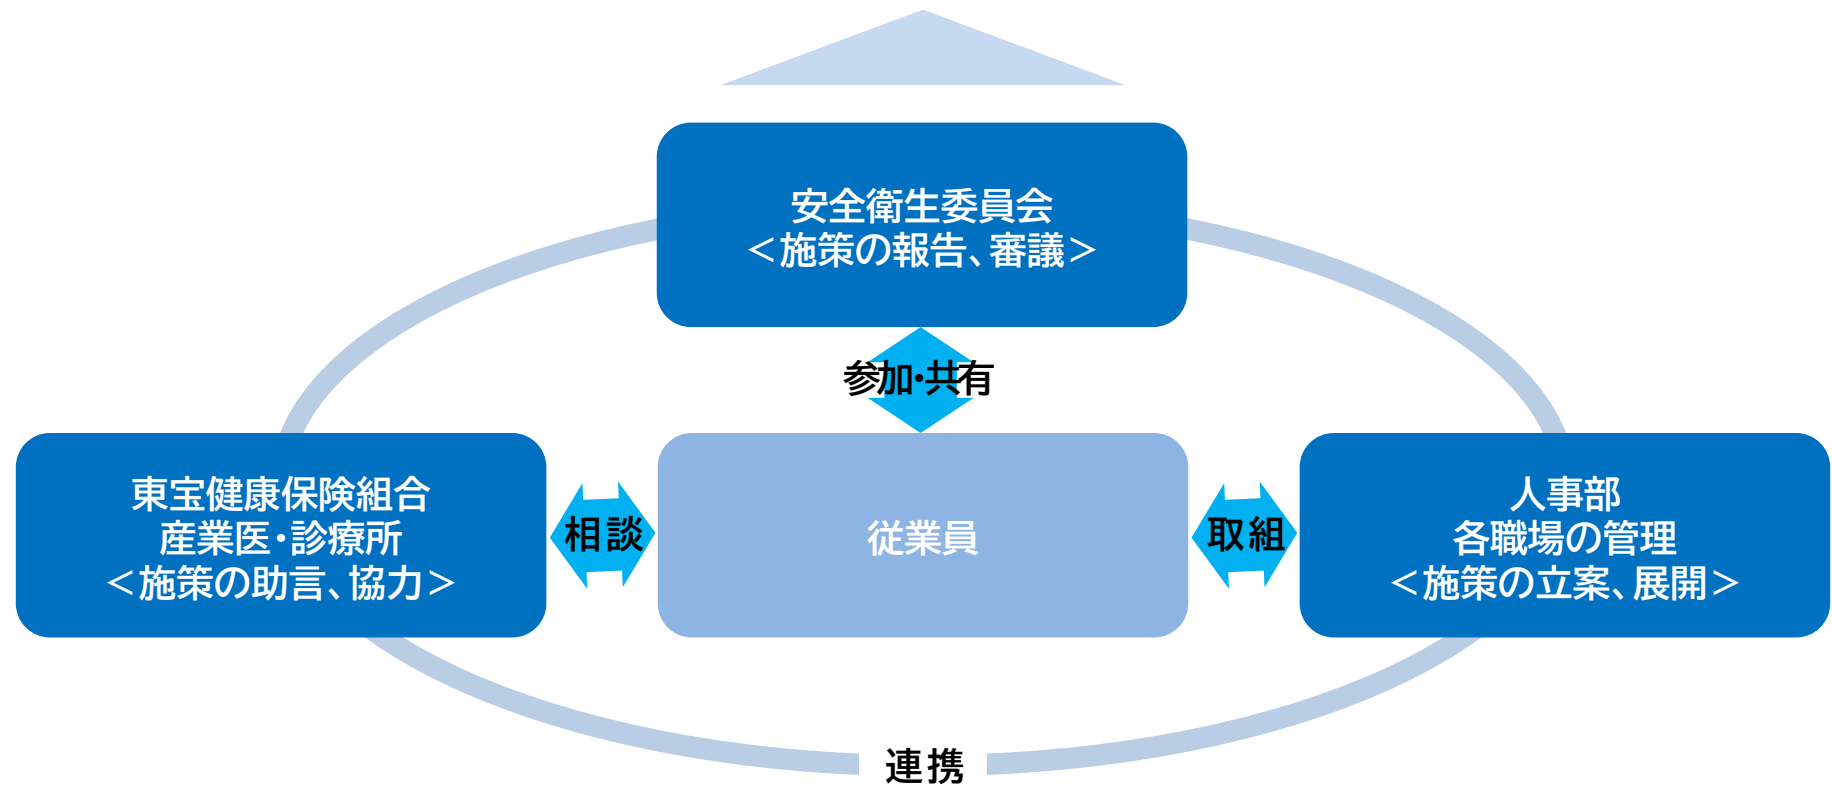 安全衛生委員会
＜施策の報告、審議＞
参加・共有
東宝健康保険組合
産業医・診療所
＜施策の助言、協力＞
相談
従業員
取組
人事部
各職場の管理
＜施策の立案、展開＞
連携